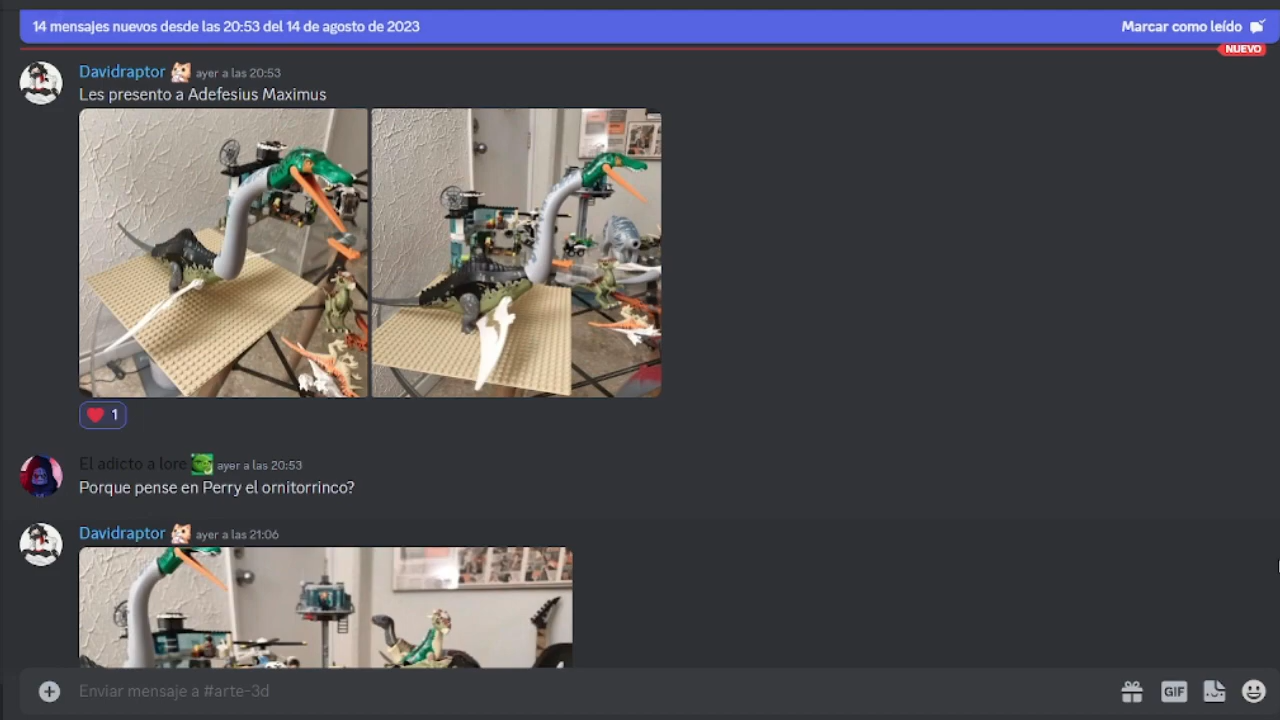 14 mensajes nuevos desde las 20:53 del 14 de agosto de 2023
Marcar como leído
NUEVO
Davidraptor ayer a las 20:53
Les presento a Adefesius Maximus
1
El adicto a lore ayer a las 20:53
Porque pense en Perry el ornitorrinco?
Davidraptor ayer a las 21:06
Enviar mensaje a #arte-3d
GIF